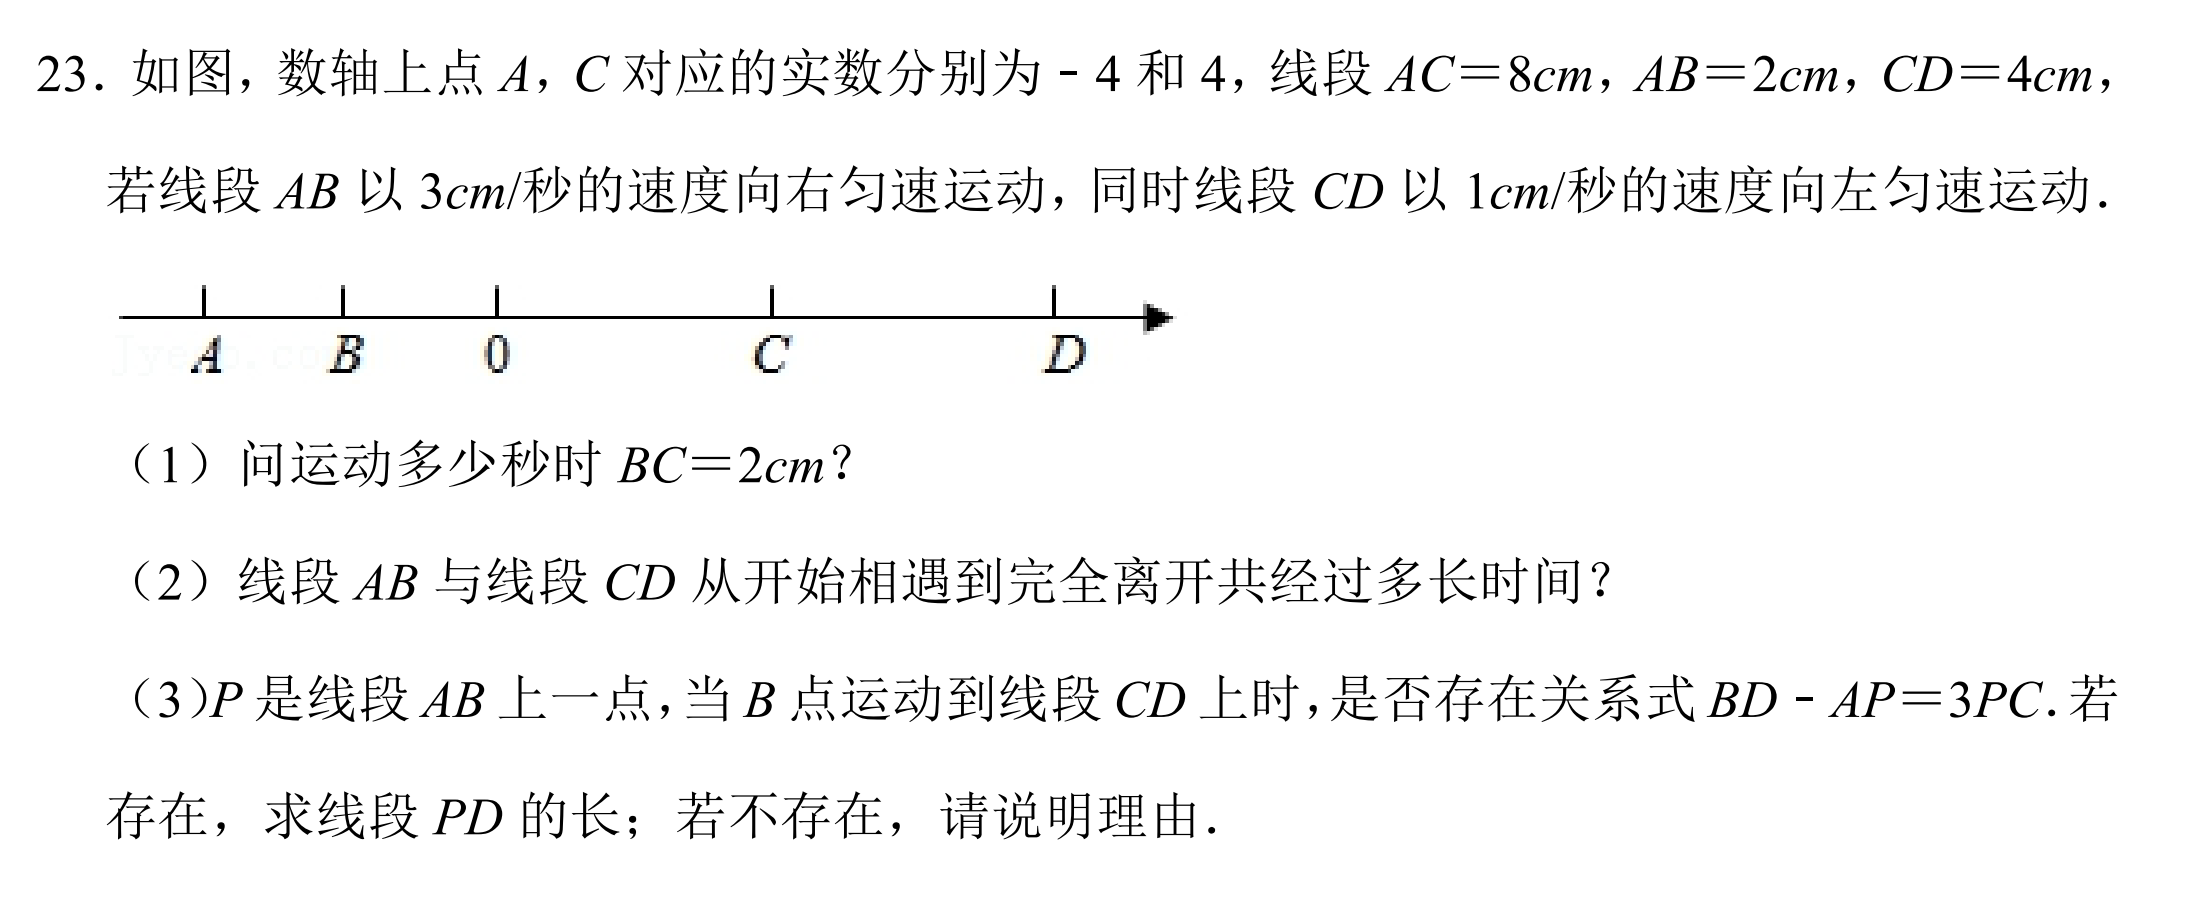 23．如图，数轴上点 A，C 对应的实数分别为﹣4 和 4，线段 AC＝8cm，AB＝2cm，CD＝4cm，
若线段 AB 以 3cm/秒的速度向右匀速运动，同时线段 CD 以 1cm/秒的速度向左匀速运动．
A B 0 C D
（1）问运动多少秒时 BC＝2cm？
（2）线段 AB 与线段 CD 从开始相遇到完全离开共经过多长时间？
（3）P 是线段 AB 上一点，当 B 点运动到线段 CD 上时，是否存在关系式 BD﹣AP＝3PC．若
存在，求线段 PD 的长；若不存在，请说明理由．